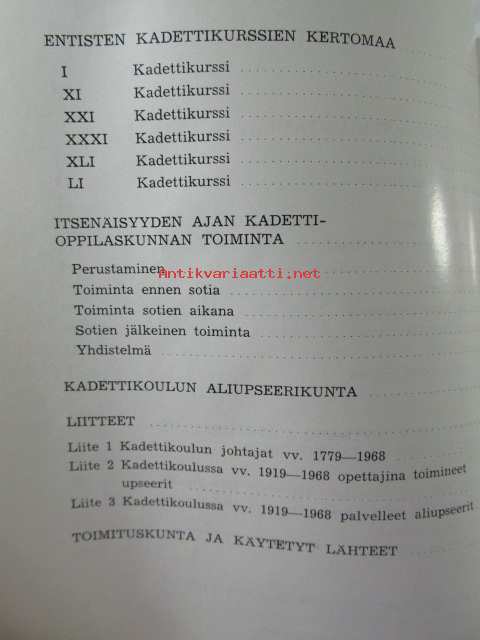 ENTISTEN KADETTIKURSSIEN KERTOMAA
I Kadettikurssi
XI Kadettikurssi
XXI Kadettikurssi
XXXI Kadettikurssi
XLI Kadettikurssi
LI Kadettikurssi
ITSENÄISYYDEN AJAN KADETTI-
OPPILASKUNNAN TOIMINTA
Perustaminen
Antikvariaatti.net
Toiminta ennen sotia
Toiminta sotien aikana
Sotien jälkeinen toiminta
Yhdistelmä
KADETTIKOULUN ALIUPSEERIKUNTA
LIITTEET
Liite 1 Kadettikoulun johtajat vv. 1779—1968
Liite 2 Kadettikoulussa vv. 1919—1968 opettajina toimineet
upseerit
Liite 3 Kadettikoulussa vv. 1919—1968 palvelleet aliupseerit
TOIMITUSKUNTA JA KÄYTETYT LÄHTEET